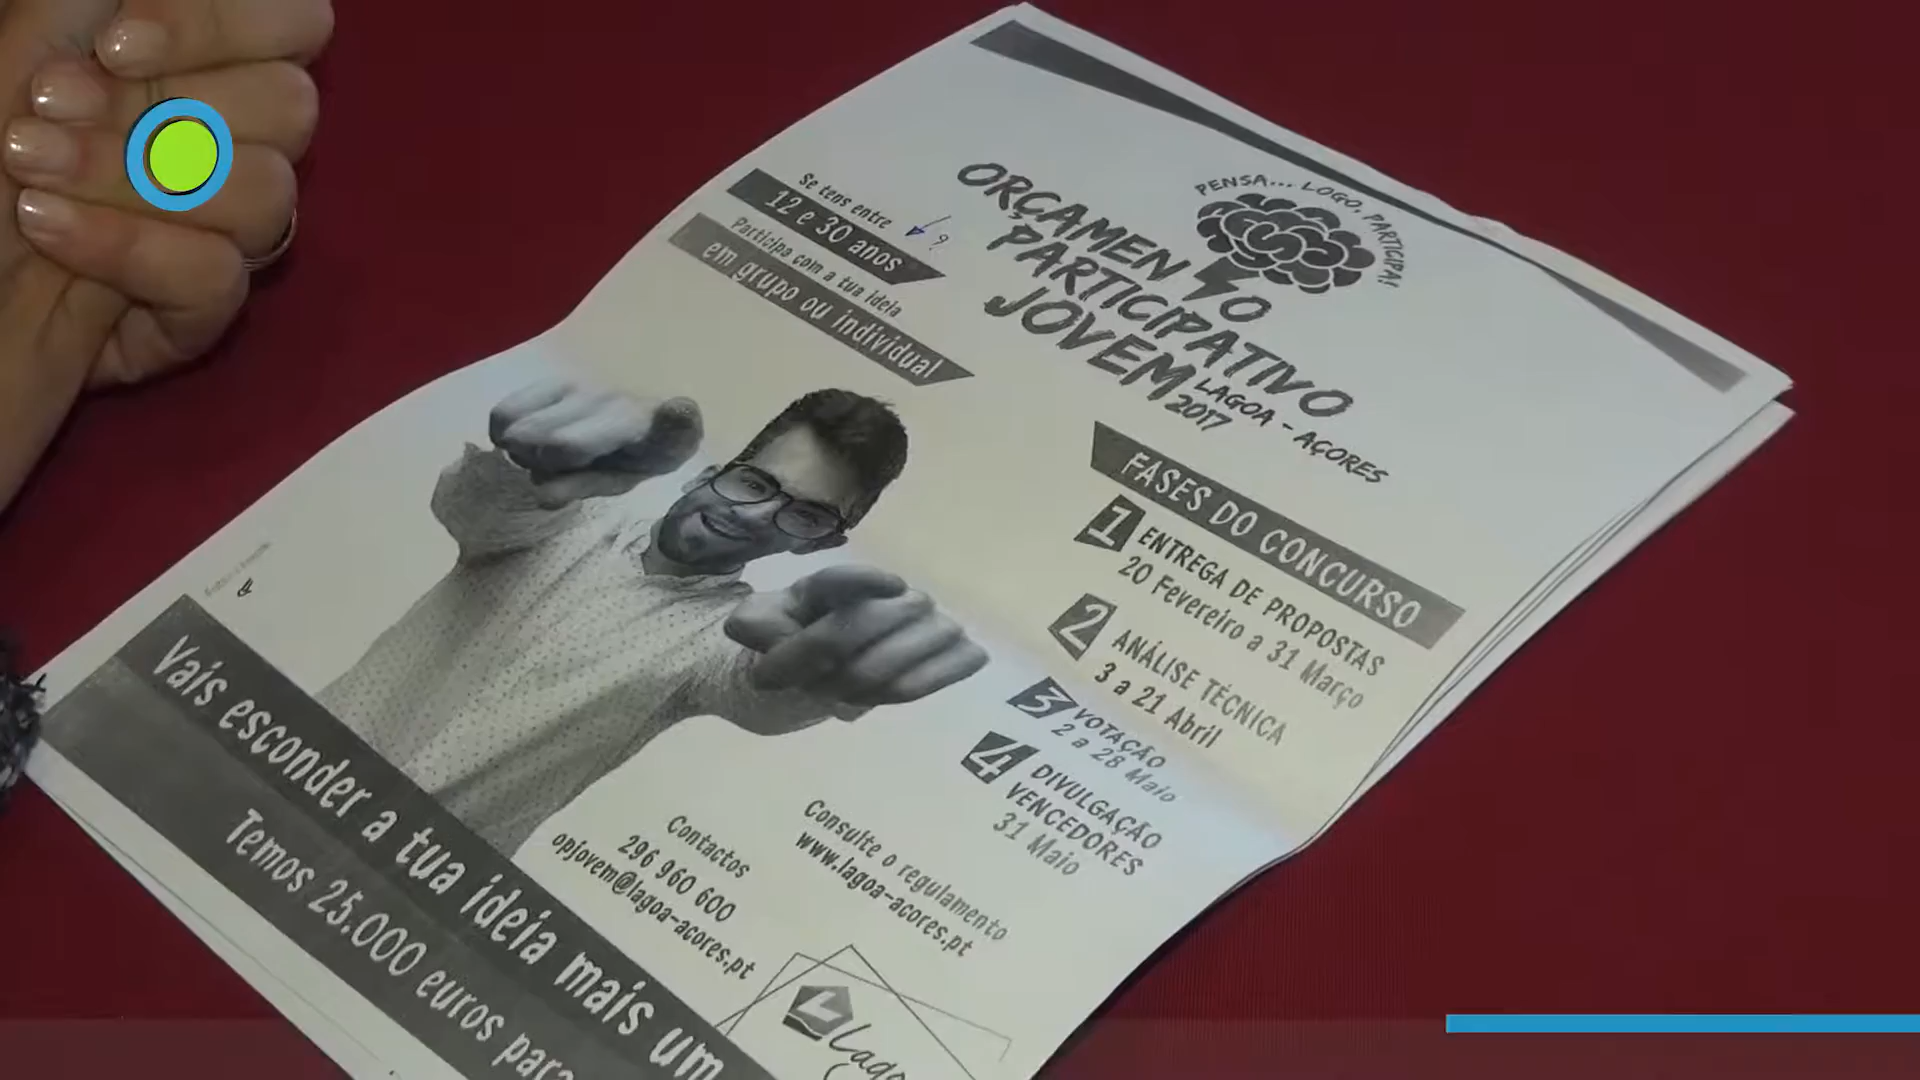 Se tens entre
12 e 30 anos
Participa com a tua ideia
em grupo ou individual
PENSA... LOGO, PARTICIPA!
ORÇAMENTO
PARTICIPATIVO
JOVEM
LAGOA - AÇORES
2017
FASES DO CONCURSO
1 ENTREGA DE PROPOSTAS
20 Fevereiro a 31 Março
2 ANÁLISE TÉCNICA
3 a 21 Abril
3 VOTAÇÃO
2 a 28 Maio
4 DIVULGAÇÃO
VENCEDORES
31 Maio
Consulte o regulamento
www.lagoa-acores.pt
Contactos
296 960 600
opjovem@lagoa-acores.pt
Vais esconder a tua ideia mais um
Temos 25.000 euros para
Lago